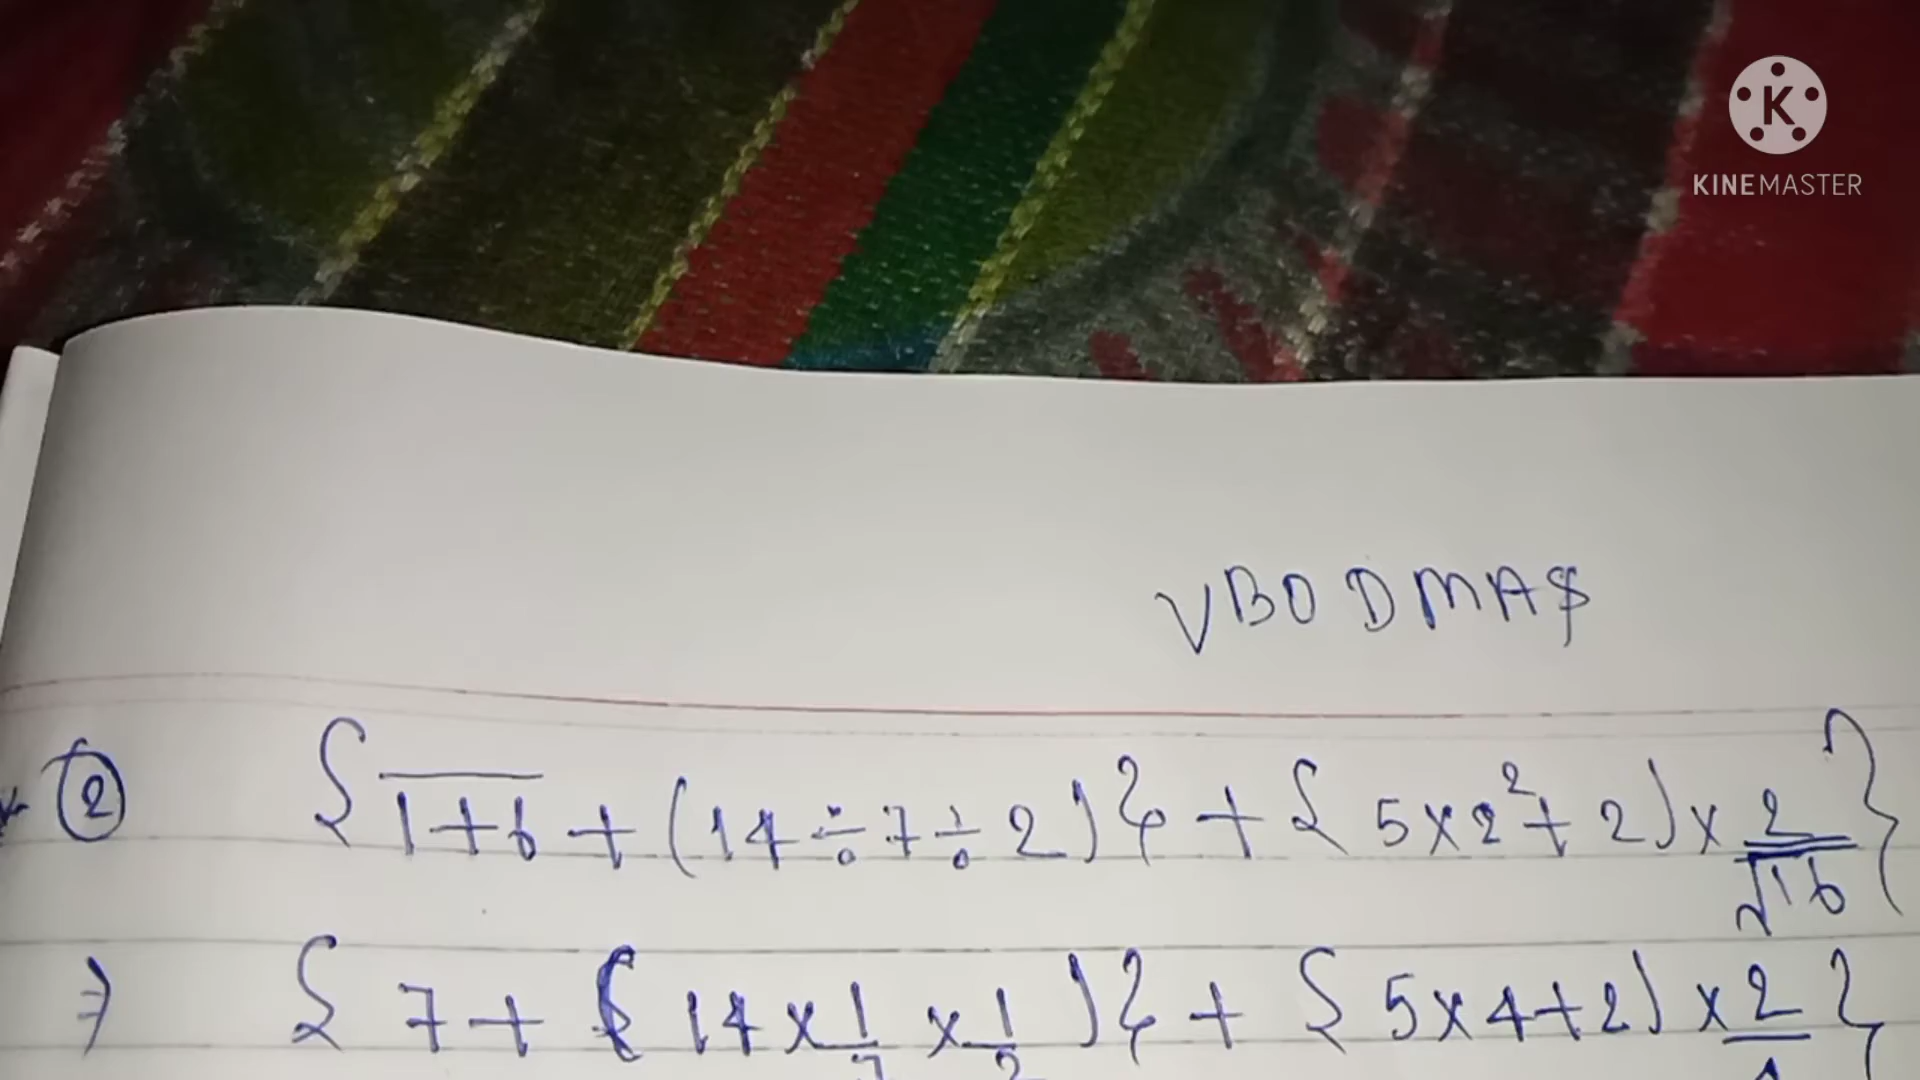 K
KINEMASTER
VBODMAS
② { 1+6 + (14÷7÷2)} + { 5×2²+2) × 2/√16 }
⇒ { 7 + ( 14×1/7 ×1/2 )} + { 5×4+2) × 2/4 }